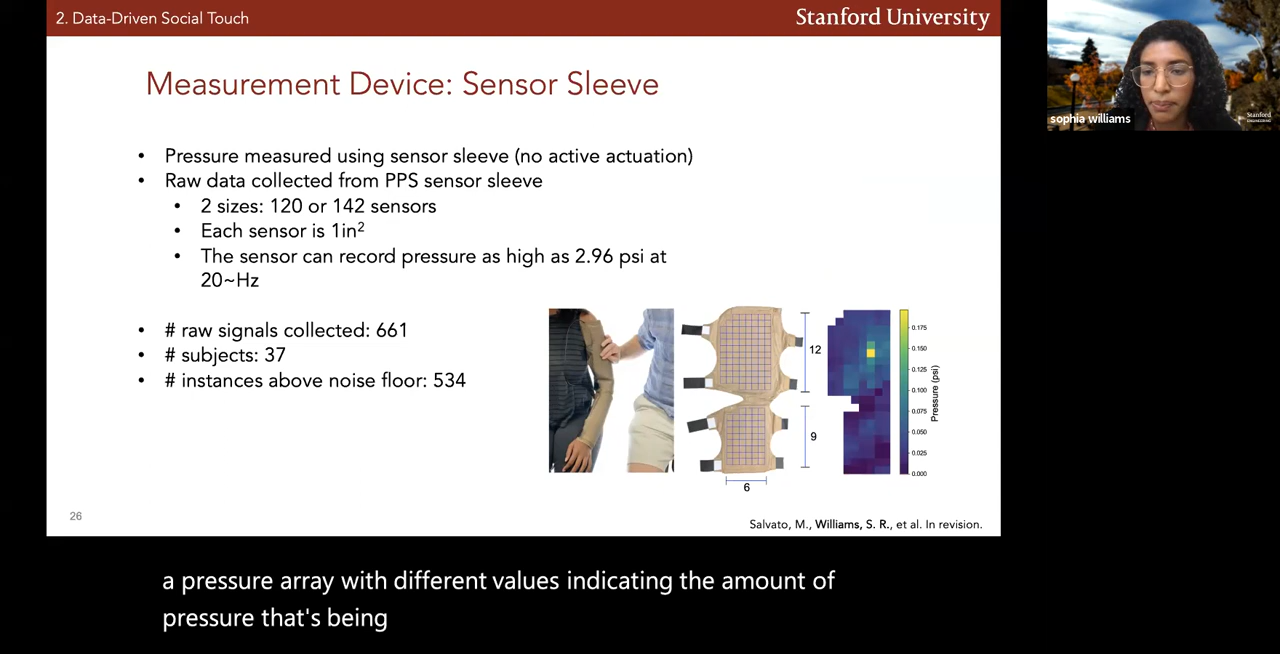 2. Data-Driven Social Touch
Stanford University
Measurement Device: Sensor Sleeve
• Pressure measured using sensor sleeve (no active actuation)
• Raw data collected from PPS sensor sleeve
• 2 sizes: 120 or 142 sensors
• Each sensor is 1in²
• The sensor can record pressure as high as 2.96 psi at
20~Hz
• # raw signals collected: 661
• # subjects: 37
• # instances above noise floor: 534
12
9
6
0.175
0.150
0.125
0.100
0.075
0.050
0.025
0.000
Pressure (psi)
26
Salvato, M., Williams, S. R., et al. In revision.
sophia williams
Stanford
ENGINEERING
a pressure array with different values indicating the amount of
pressure that's being